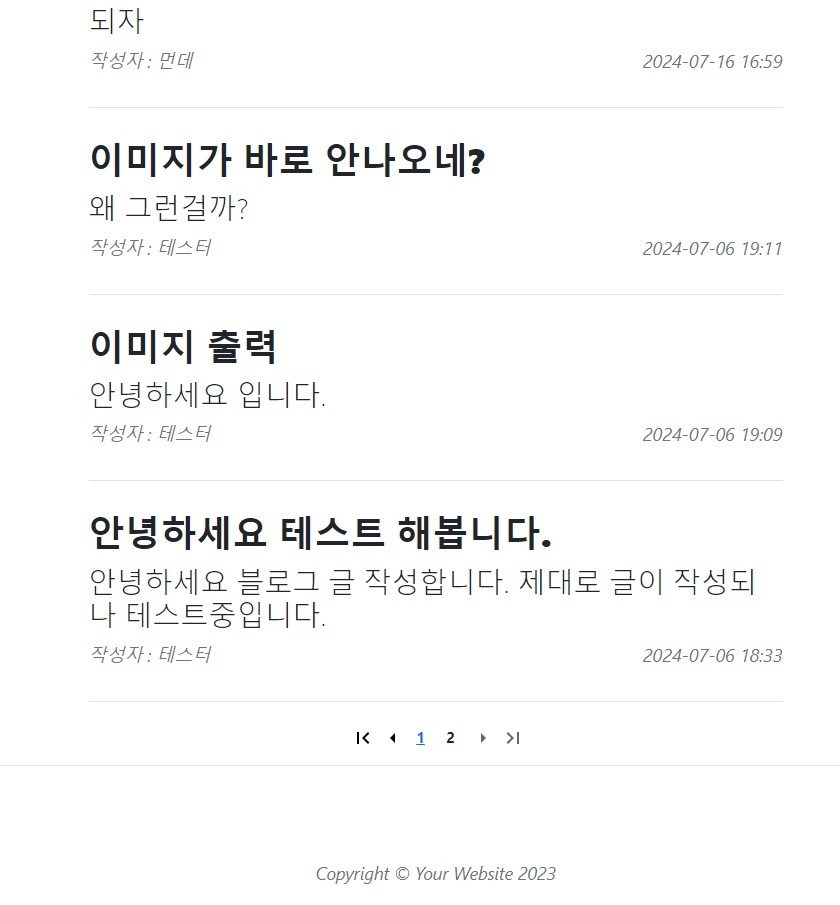 되자
작성자 : 먼데 2024-07-16 16:59
이미지가 바로 안나오네?
왜 그런걸까?
작성자 : 테스터 2024-07-06 19:11
이미지 출력
안녕하세요 입니다.
작성자 : 테스터 2024-07-06 19:09
안녕하세요 테스트 해봅니다.
안녕하세요 블로그 글 작성합니다. 제대로 글이 작성되
나 테스트중입니다.
작성자 : 테스터 2024-07-06 18:33
1 2
Copyright © Your Website 2023